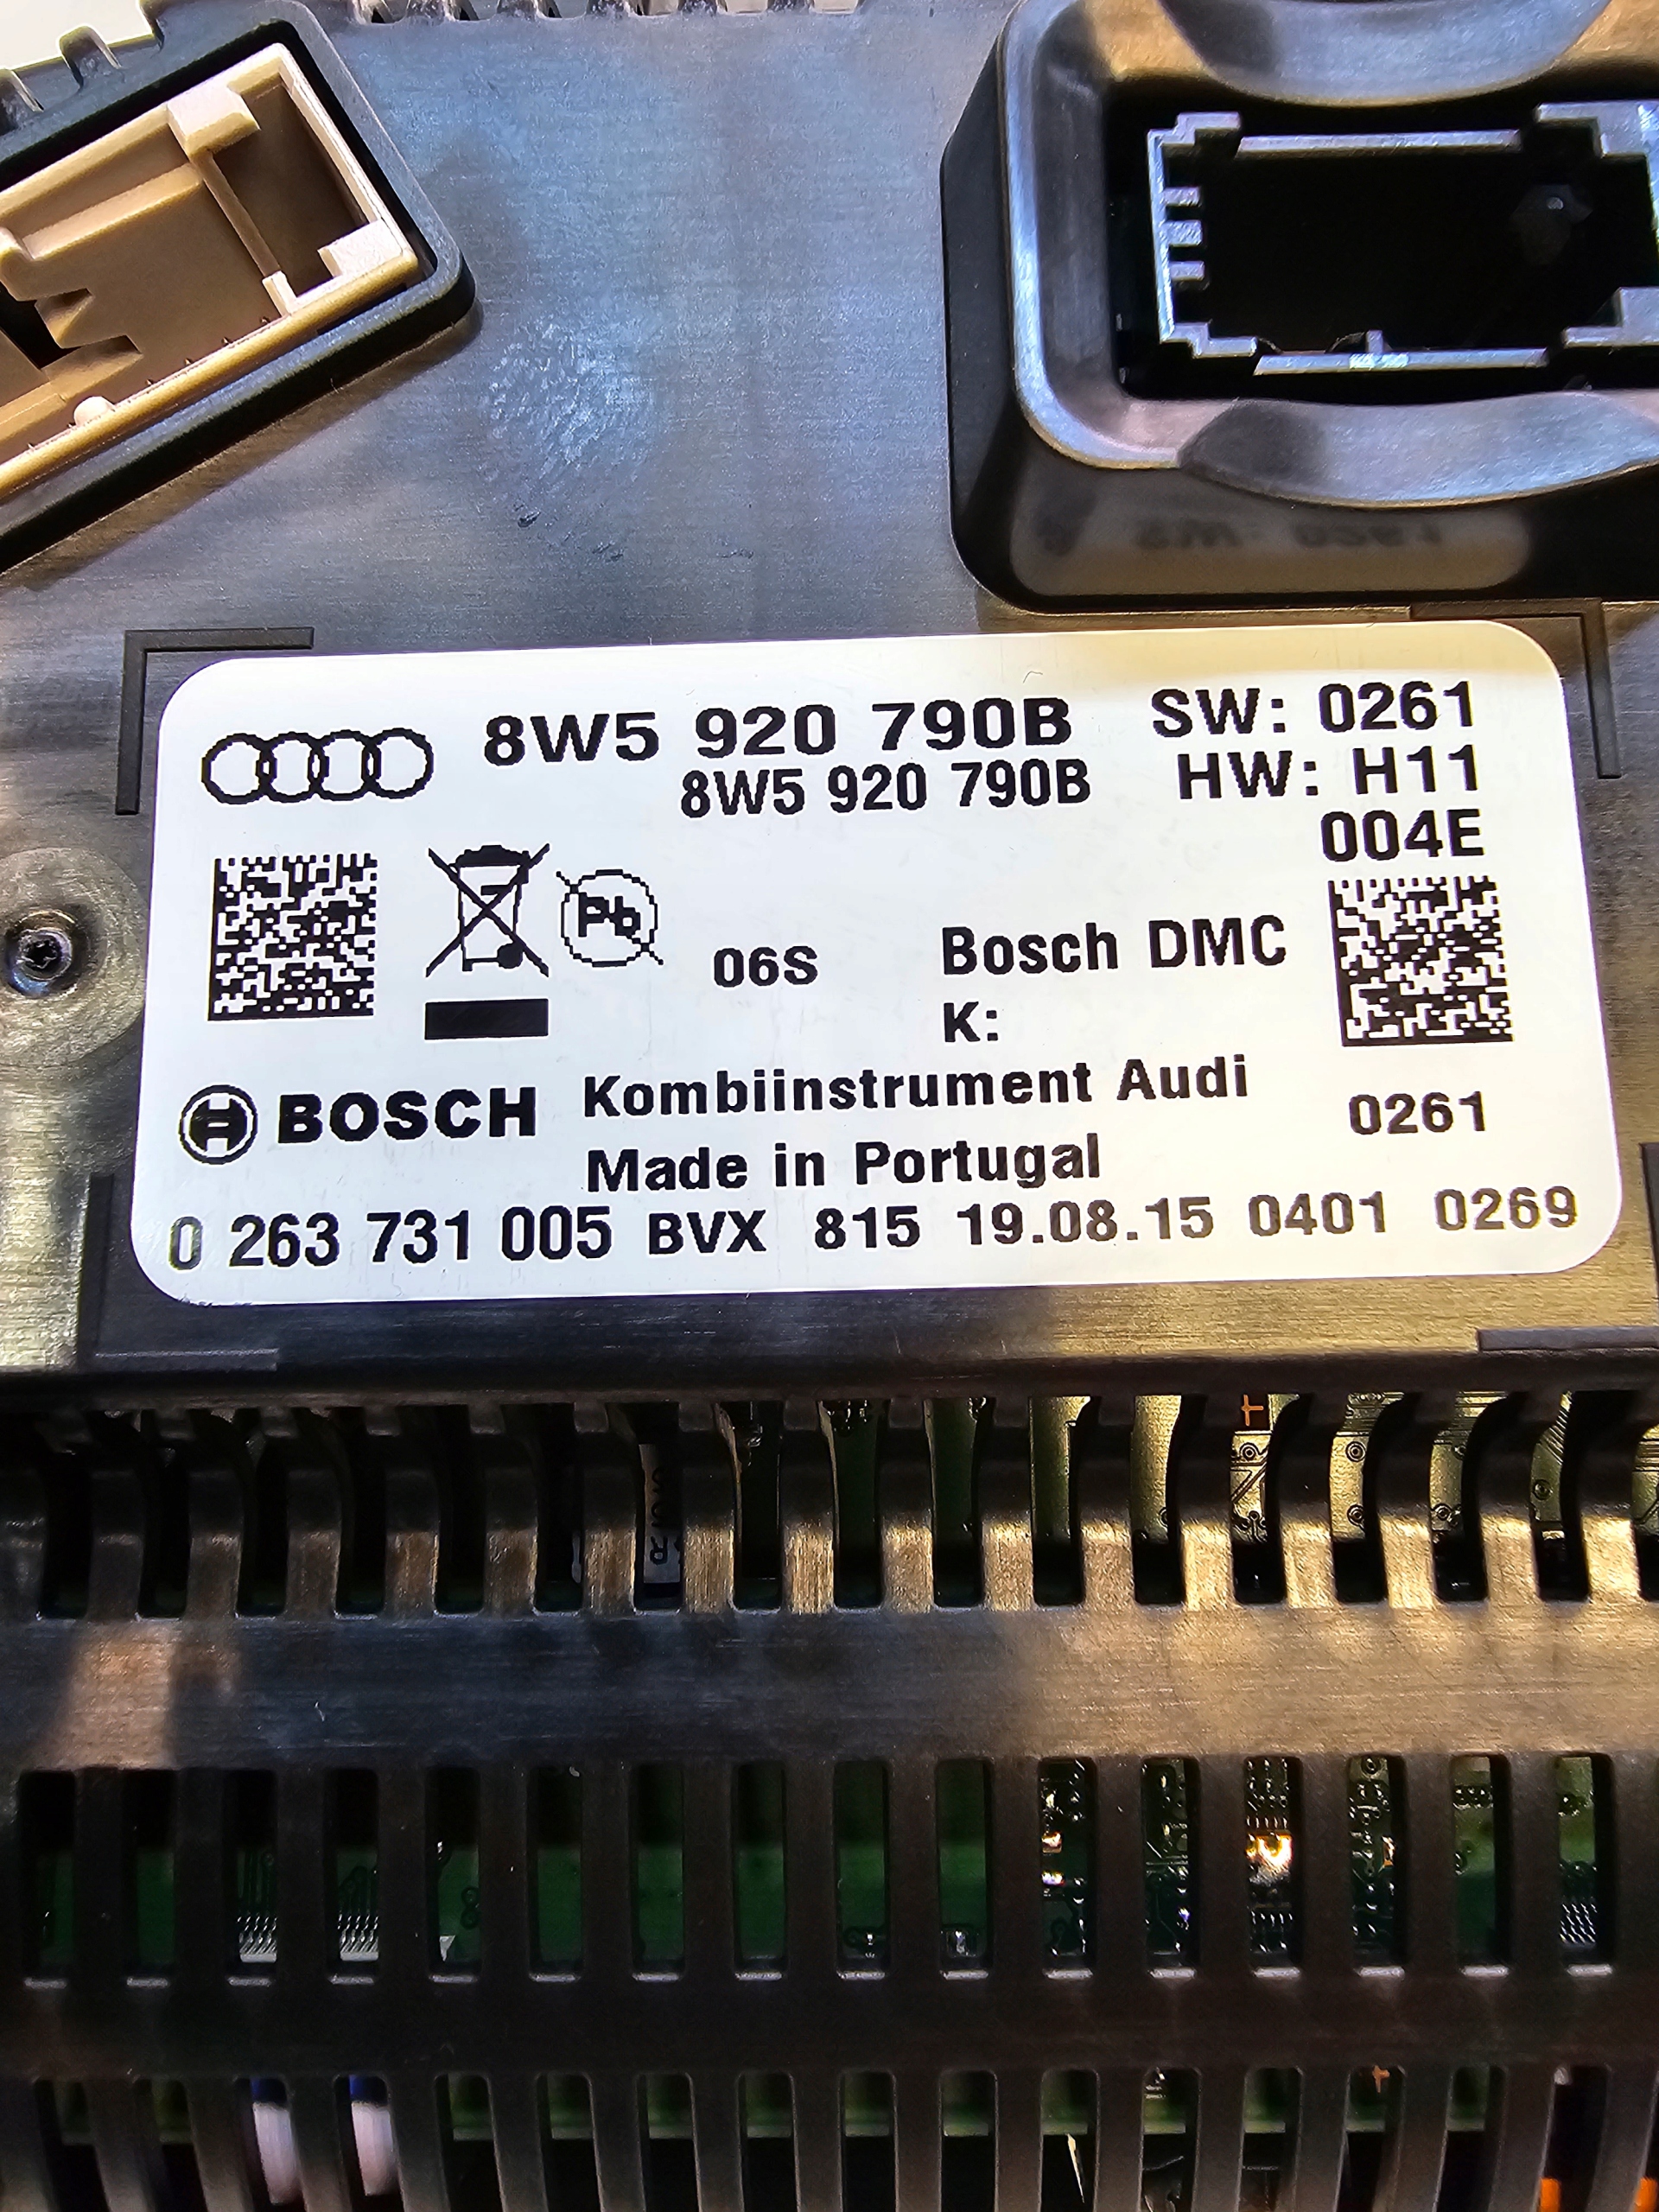 8W5 920 790B SW: 0261
8W5 920 790B HW: H11
004E
Pb
06S Bosch DMC
K:
BOSCH Kombiinstrument Audi 0261
Made in Portugal
0 263 731 005 BVX 815 19.08.15 0401 0269